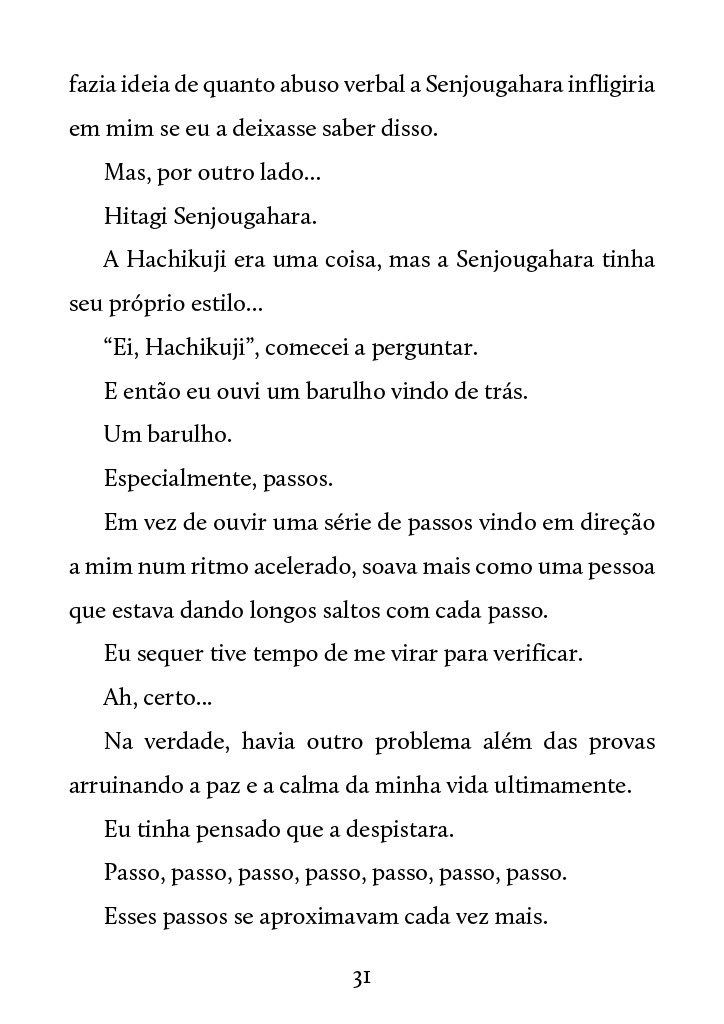 fazia ideia de quanto abuso verbal a Senjougahara infligiria
em mim se eu a deixasse saber disso.
Mas, por outro lado...
Hitagi Senjougahara.
A Hachikuji era uma coisa, mas a Senjougahara tinha
seu próprio estilo...
“Ei, Hachikuji”, comecei a perguntar.
E então eu ouvi um barulho vindo de trás.
Um barulho.
Especialmente, passos.
Em vez de ouvir uma série de passos vindo em direção
a mim num ritmo acelerado, soava mais como uma pessoa
que estava dando longos saltos com cada passo.
Eu sequer tive tempo de me virar para verificar.
Ah, certo...
Na verdade, havia outro problema além das provas
arruinando a paz e a calma da minha vida ultimamente.
Eu tinha pensado que a despistara.
Passo, passo, passo, passo, passo, passo, passo.
Esses passos se aproximavam cada vez mais.
31